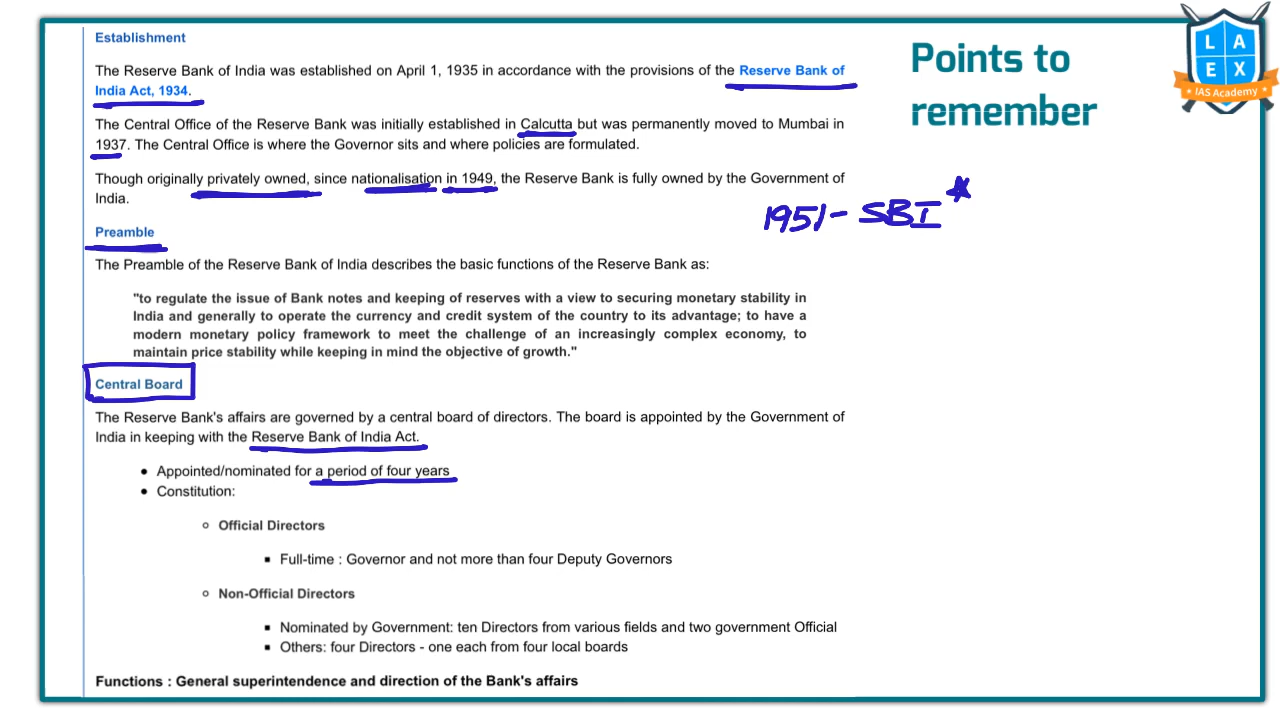 Establishment
The Reserve Bank of India was established on April 1, 1935 in accordance with the provisions of the Reserve Bank of
India Act, 1934.
The Central Office of the Reserve Bank was initially established in Calcutta but was permanently moved to Mumbai in
1937. The Central Office is where the Governor sits and where policies are formulated.
Though originally privately owned, since nationalisation in 1949, the Reserve Bank is fully owned by the Government of
India.
Preamble
The Preamble of the Reserve Bank of India describes the basic functions of the Reserve Bank as:
"to regulate the issue of Bank notes and keeping of reserves with a view to securing monetary stability in
India and generally to operate the currency and credit system of the country to its advantage; to have a
modern monetary policy framework to meet the challenge of an increasingly complex economy, to
maintain price stability while keeping in mind the objective of growth."
Central Board
The Reserve Bank's affairs are governed by a central board of directors. The board is appointed by the Government of
India in keeping with the Reserve Bank of India Act.
• Appointed/nominated for a period of four years
• Constitution:
○ Official Directors
▪ Full-time : Governor and not more than four Deputy Governors
○ Non-Official Directors
▪ Nominated by Government: ten Directors from various fields and two government Official
▪ Others: four Directors - one each from four local boards
Functions : General superintendence and direction of the Bank's affairs
Points to
remember
1951- SBI
L A
E X
IAS Academy